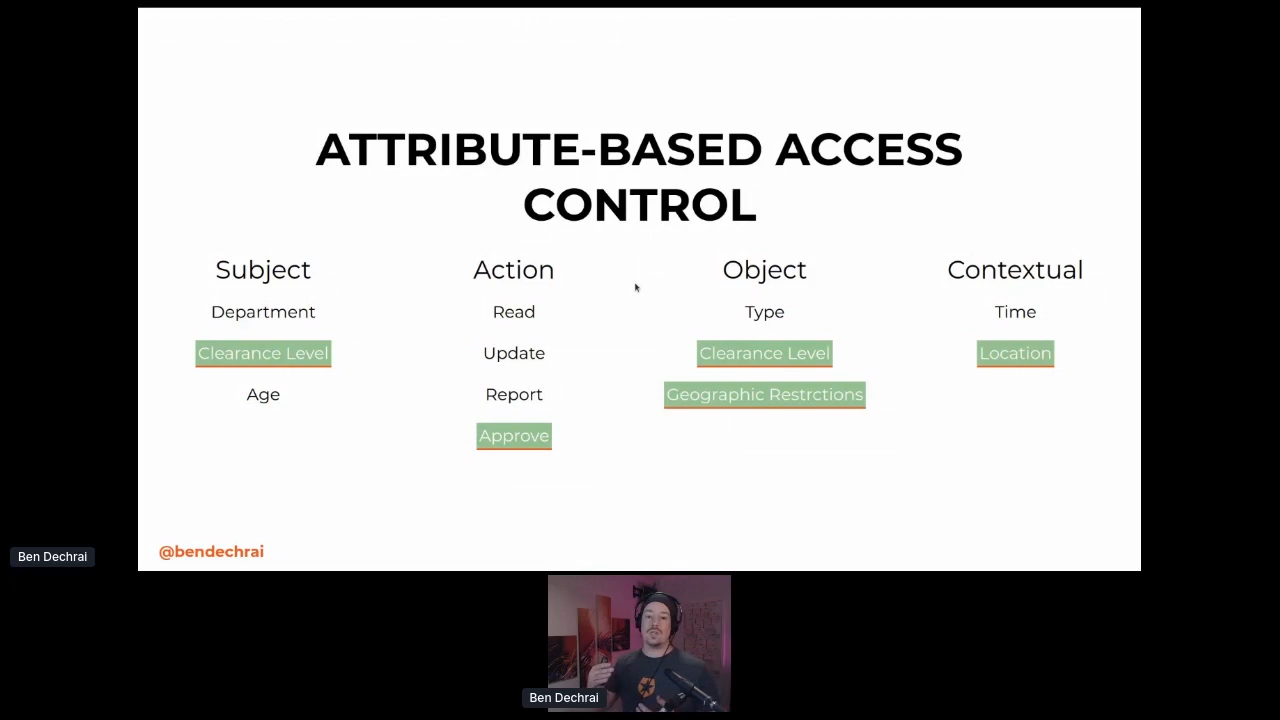 ATTRIBUTE-BASED ACCESS
CONTROL
Subject
Department
Clearance Level
Age
Action
Read
Update
Report
Approve
Object
Type
Clearance Level
Geographic Restrctions
Contextual
Time
Location
@bendechrai
Ben Dechrai
Ben Dechrai